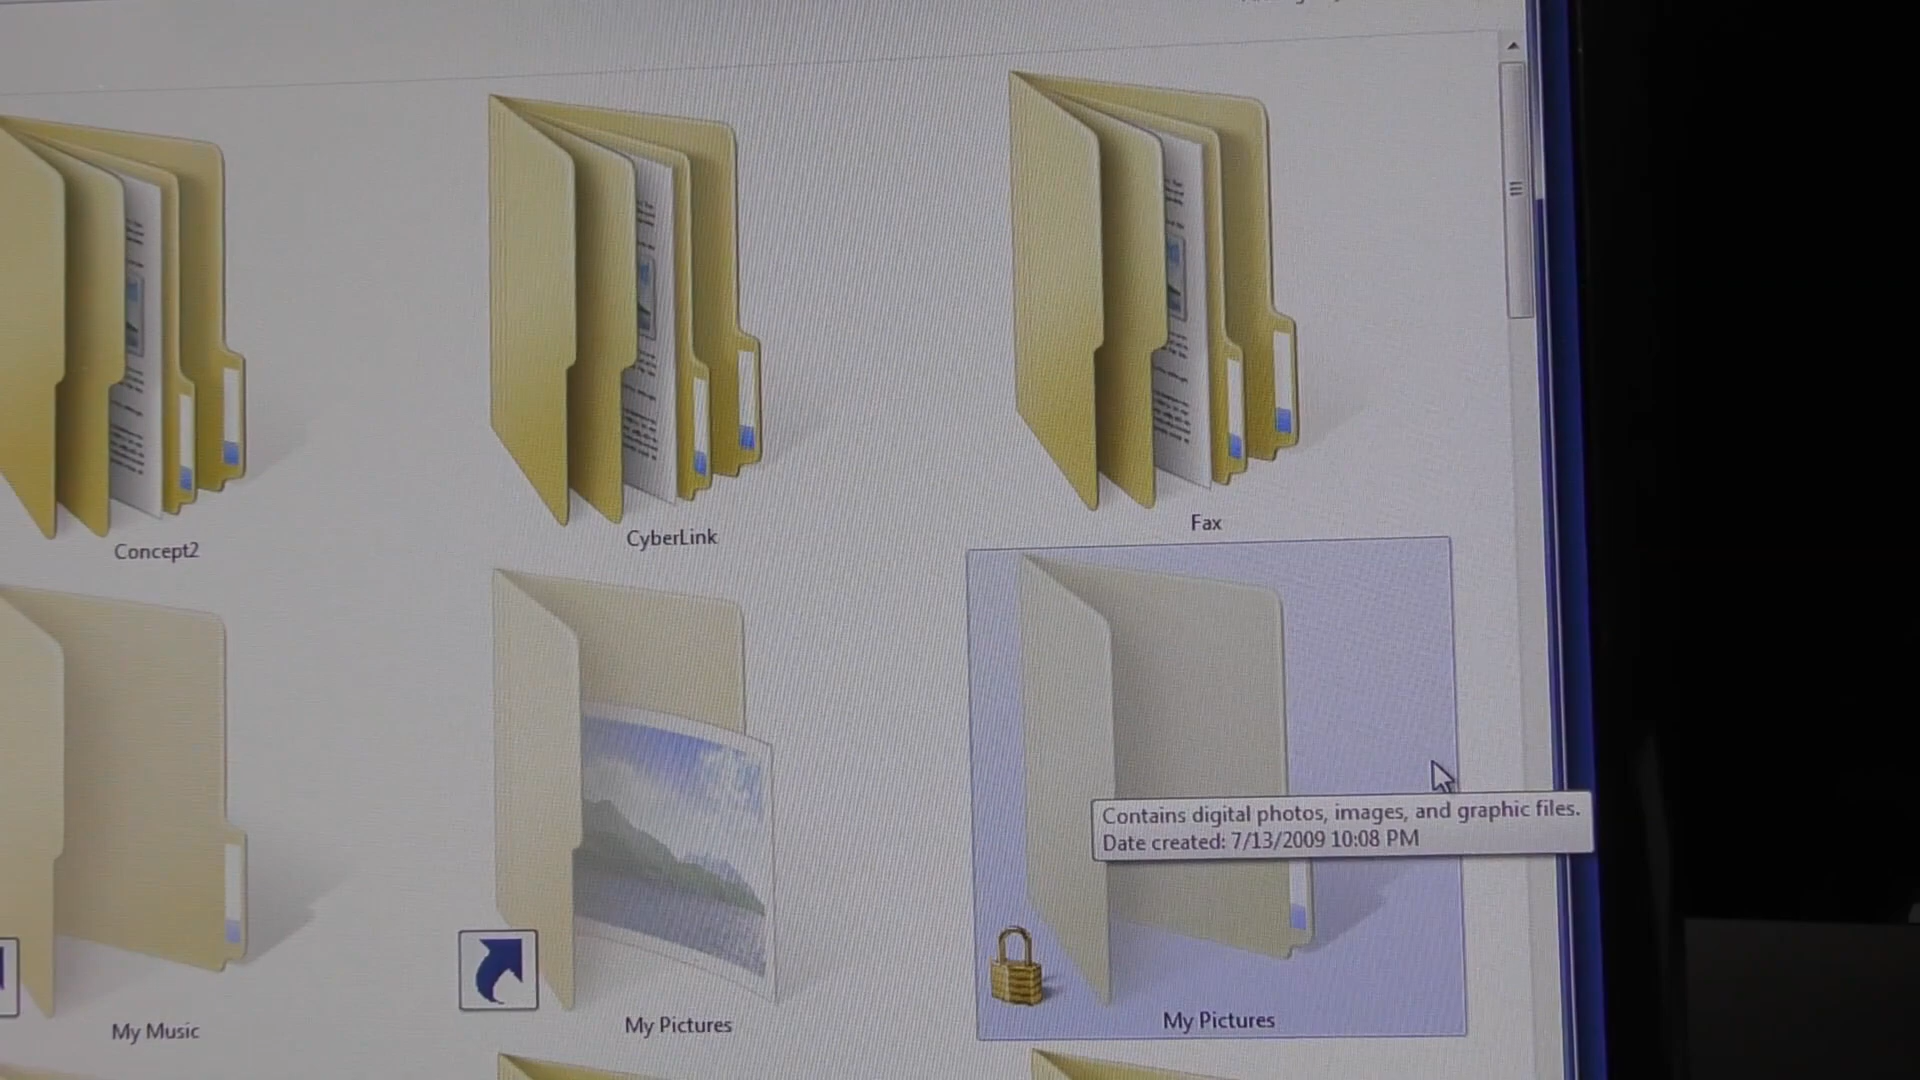 Concept2
CyberLink
Fax
Contains digital photos, images, and graphic files.
Date created: 7/13/2009 10:08 PM
My Music
My Pictures
My Pictures